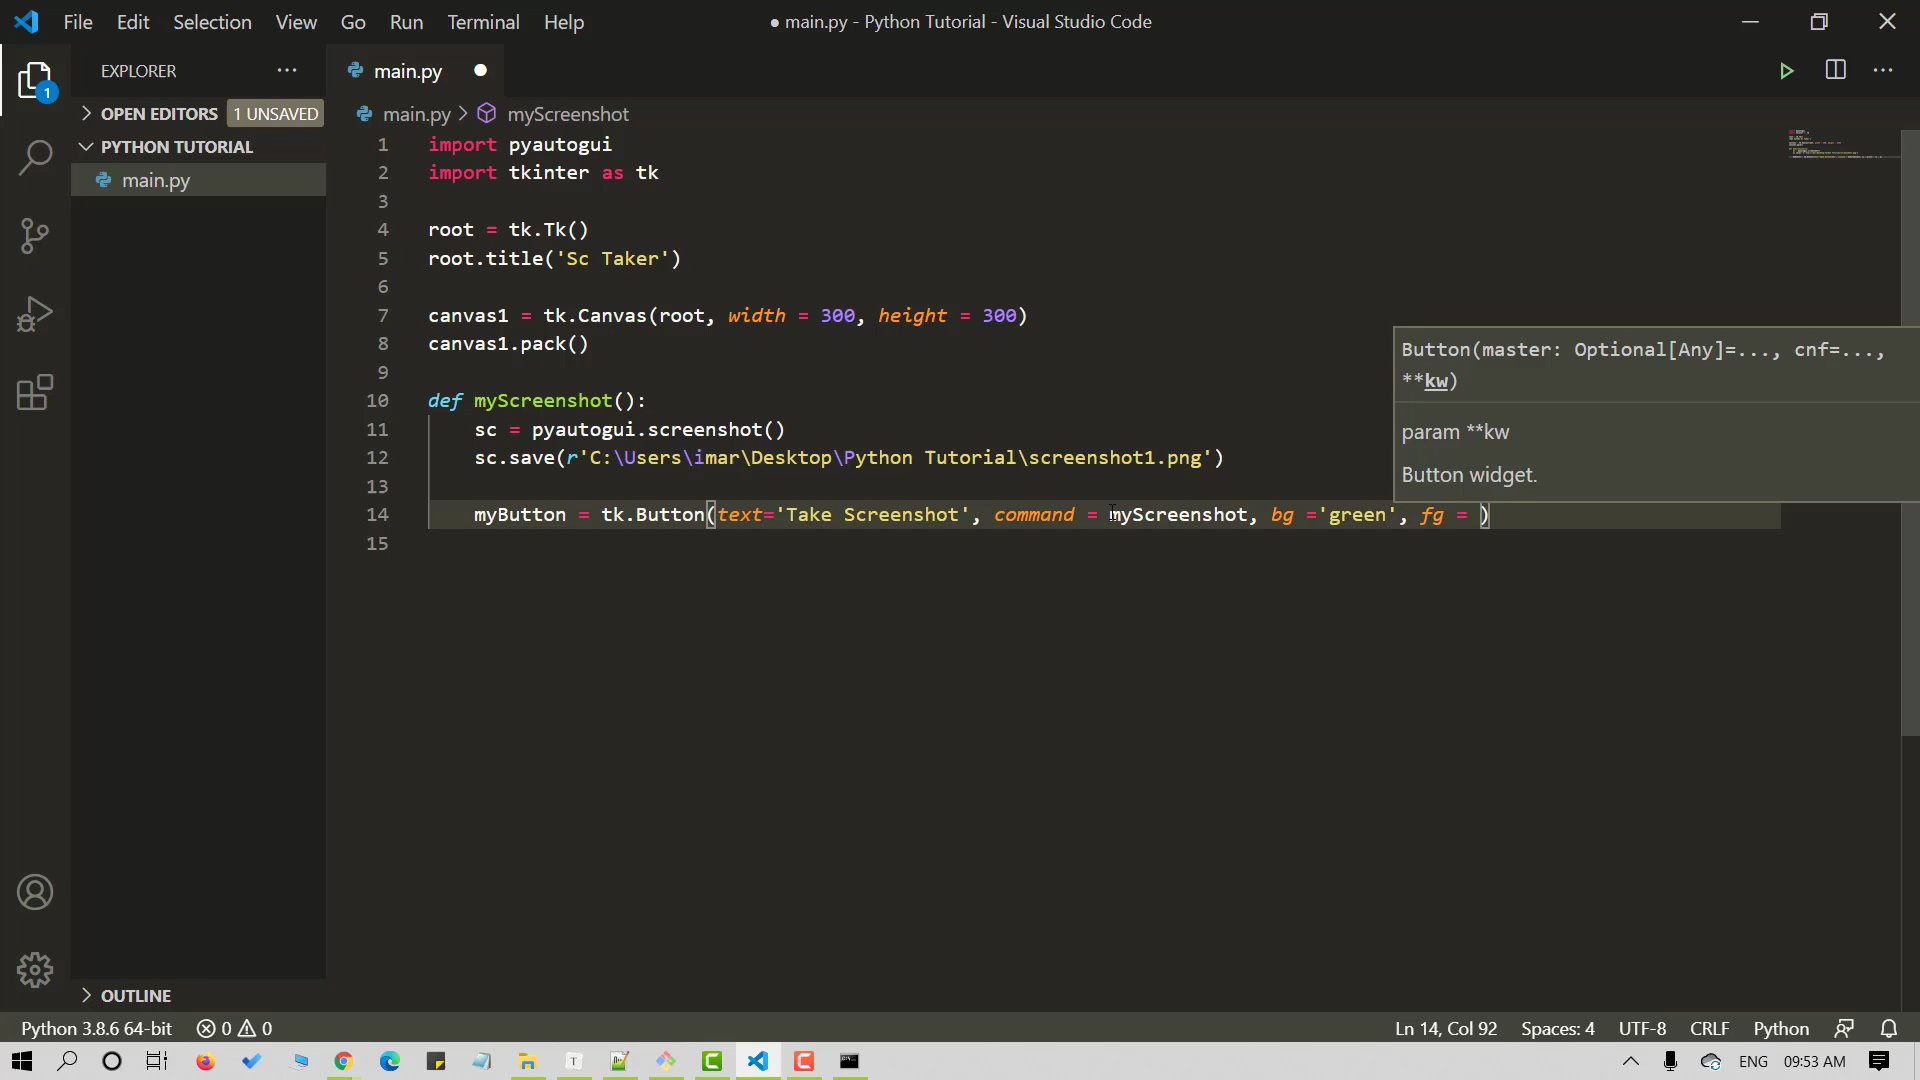 File Edit Selection View Go Run Terminal Help
● main.py - Python Tutorial - Visual Studio Code
EXPLORER
OPEN EDITORS 1 UNSAVED
PYTHON TUTORIAL
main.py
OUTLINE
1
main.py
main.py > myScreenshot
1 import pyautogui
2 import tkinter as tk
3
4 root = tk.Tk()
5 root.title('Sc Taker')
6
7 canvas1 = tk.Canvas(root, width = 300, height = 300)
8 canvas1.pack()
9
10 def myScreenshot():
11 sc = pyautogui.screenshot()
12 sc.save(r'C:\Users\imar\Desktop\Python Tutorial\screenshot1.png')
13
14 myButton = tk.Button(text='Take Screenshot', command = myScreenshot, bg ='green', fg = )
15
Button(master: Optional[Any]=..., cnf=...,
**kw)
param **kw
Button widget.
Python 3.8.6 64-bit 0 0
Ln 14, Col 92 Spaces: 4 UTF-8 CRLF Python
ENG 09:53 AM